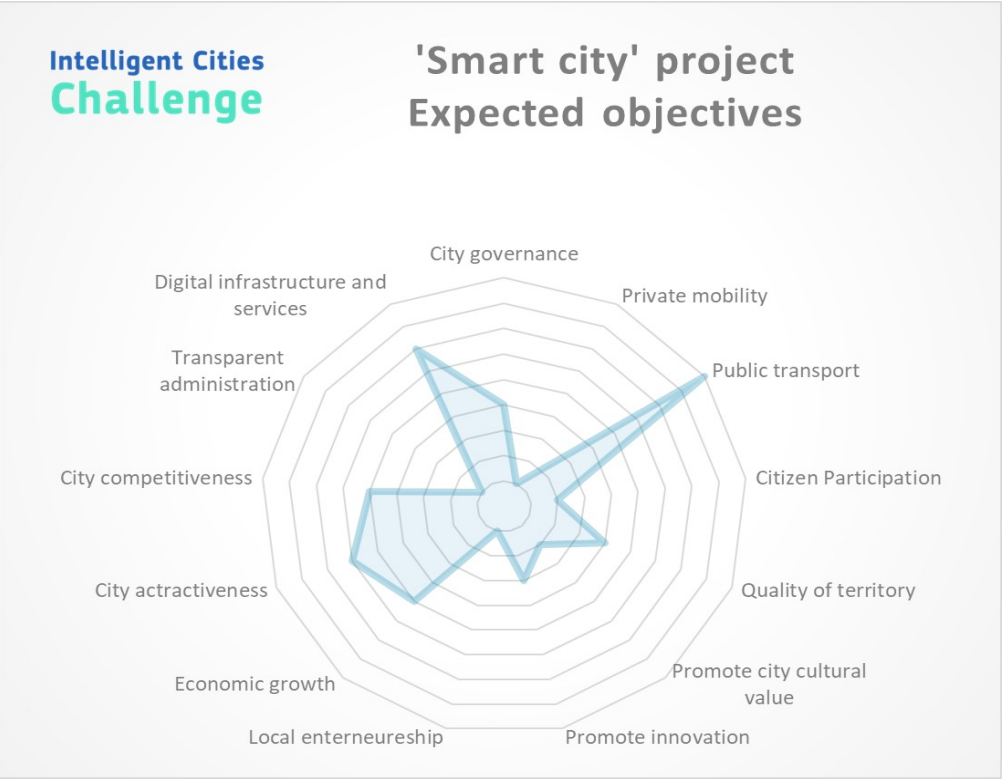 Intelligent Cities
Challenge
'Smart city' project
Expected objectives
City governance
Digital infrastructure and
services
Private mobility
Transparent
administration
Public transport
City competitiveness
Citizen Participation
City actractiveness
Quality of territory
Economic growth
Promote city cultural
value
Local enterneureship
Promote innovation